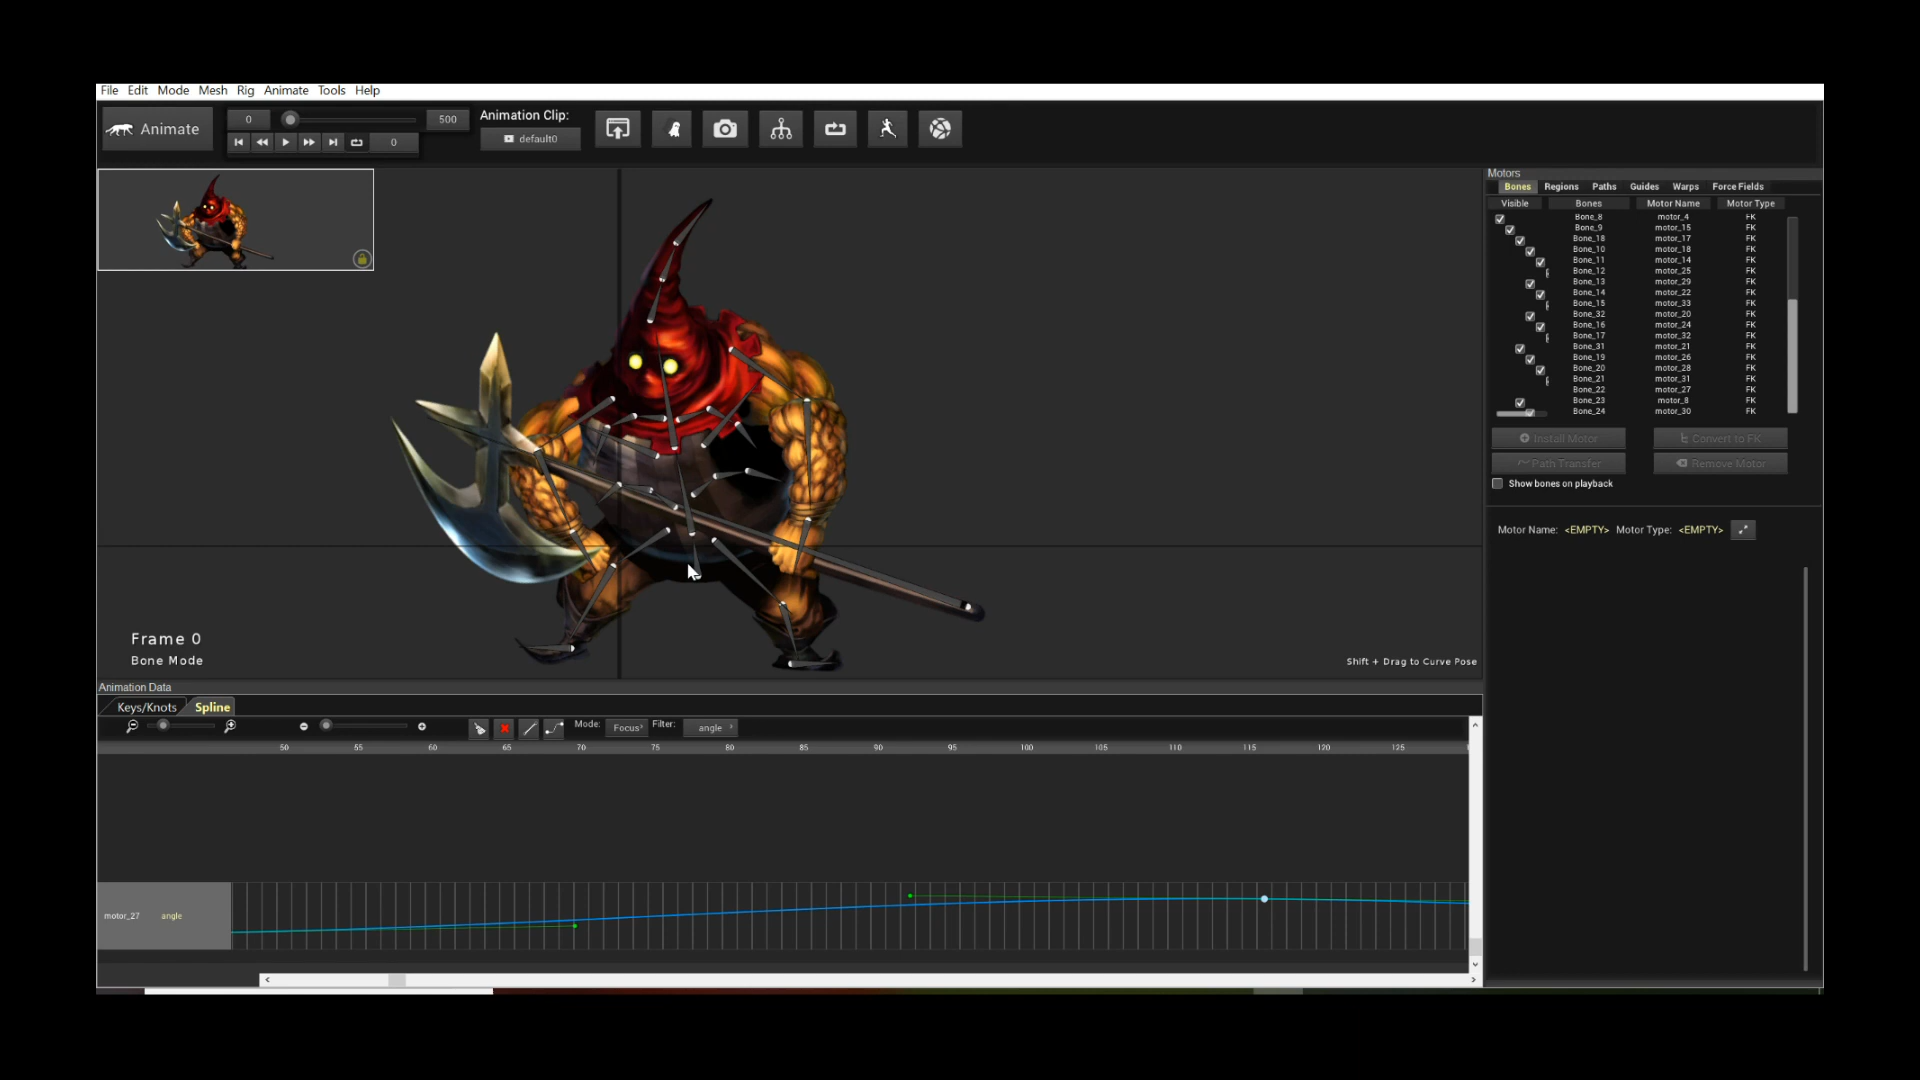 File Edit Mode Mesh Rig Animate Tools Help
Animate
0
500
0
Animation Clip:
default0
Motors
Bones Regions Paths Guides Warps Force Fields
Visible Bones Motor Name Motor Type
Bone_8 motor_4 FK
Bone_9 motor_15 FK
Bone_18 motor_17 FK
Bone_10 motor_18 FK
Bone_11 motor_14 FK
Bone_12 motor_25 FK
Bone_13 motor_29 FK
Bone_14 motor_22 FK
Bone_15 motor_33 FK
Bone_32 motor_20 FK
Bone_16 motor_24 FK
Bone_17 motor_32 FK
Bone_31 motor_21 FK
Bone_19 motor_26 FK
Bone_20 motor_28 FK
Bone_21 motor_31 FK
Bone_22 motor_27 FK
Bone_23 motor_8 FK
Bone_24 motor_30 FK
Install Motor Convert to FK
Path Transfer Remove Motor
Show bones on playback
Motor Name: <EMPTY> Motor Type: <EMPTY>
Frame 0
Bone Mode
Shift + Drag to Curve Pose
Animation Data
Keys/Knots Spline
Mode: Focus Filter: angle
50 55 60 65 70 75 80 85 90 95 100 105 110 115 120 125
motor_27 angle